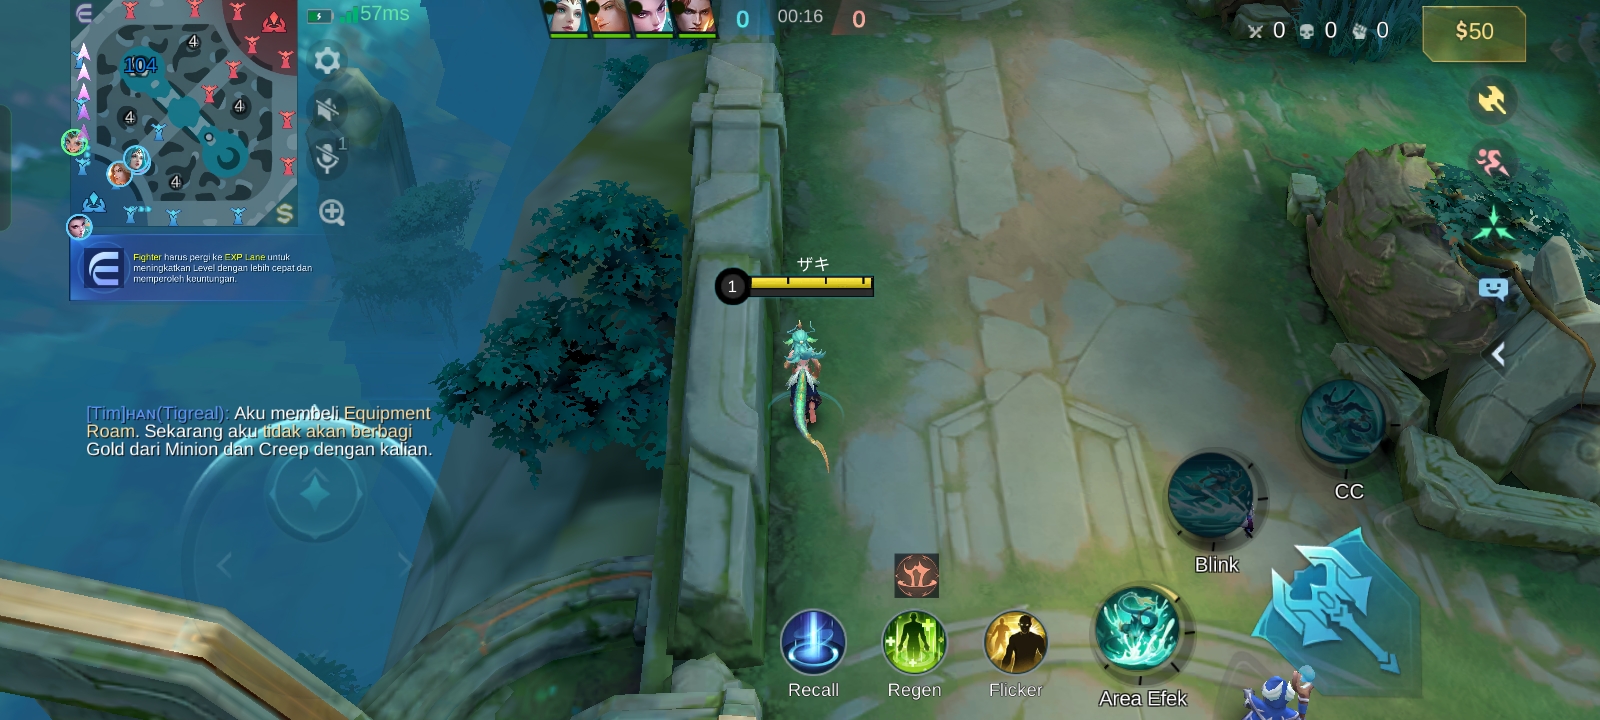 57ms
0
00:16
0
0
0
0
$50
4
104
4
4
4
1
$
Fighter harus pergi ke EXP Lane untuk
meningkatkan Level dengan lebih cepat dan
memperoleh keuntungan.
ザキ
1
[Tim]HAN(Tigreal): Aku membeli Equipment
Roam. Sekarang aku tidak akan berbagi
Gold dari Minion dan Creep dengan kalian.
CC
Blink
Recall
Regen
Flicker
Area Efek